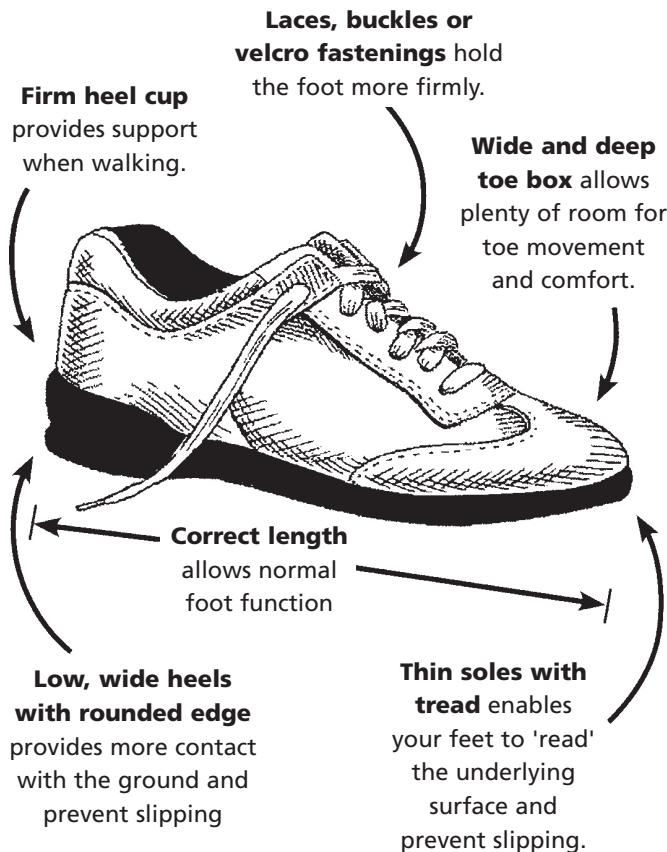 Laces, buckles or
velcro fastenings hold
the foot more firmly.
Firm heel cup
provides support
when walking.
Wide and deep
toe box allows
plenty of room for
toe movement
and comfort.
Correct length
allows normal
foot function
Low, wide heels
with rounded edge
provides more contact
with the ground and
prevent slipping
Thin soles with
tread enables
your feet to 'read'
the underlying
surface and
prevent slipping.